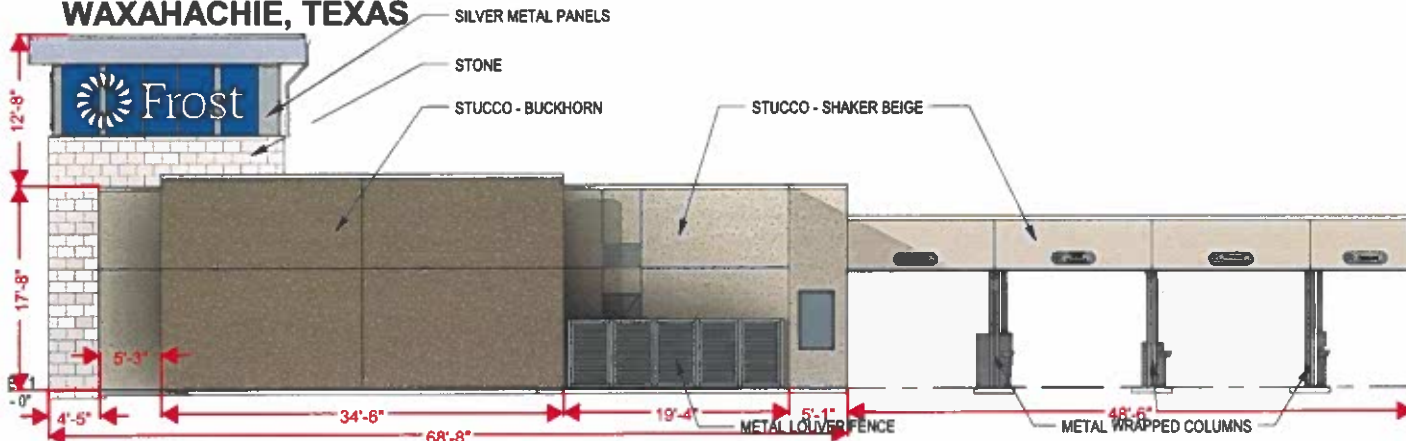 WAXAHACHIE, TEXAS
SILVER METAL PANELS
STONE
STUCCO - BUCKHORN
STUCCO - SHAKER BEIGE
Frost
12'-8"
17'-8"
5'-3"
4'-5"
34'-6"
19'-4"
5'-1"
48'-6"
68'-8"
METAL LOUVER FENCE
METAL WRAPPED COLUMNS